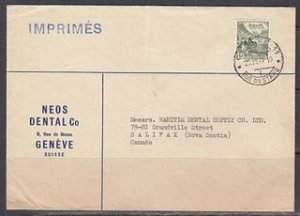 IMPRIMÉS
NEOS
DENTAL Co
GENÈVE
SUISSE
Messrs. MARITIM DENTAL SUPPLY CO. LTD.
79-81 Grandville Street
HALIFAX (Nova Scotia)
Canada